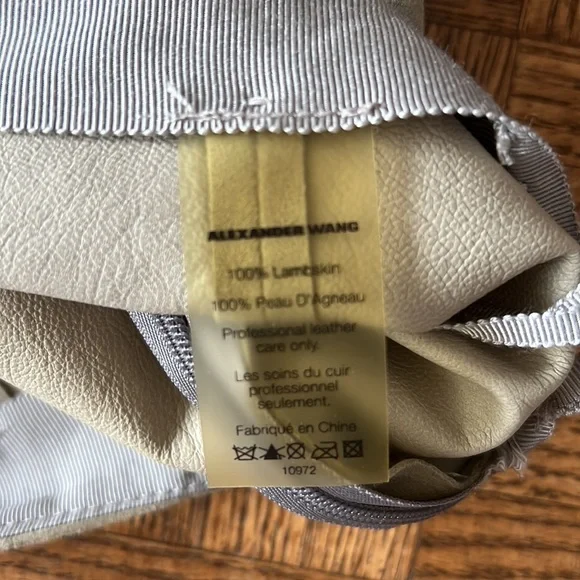 ALEXANDER WANG
100% Lambskin
100% Peau D'Agneau
Professional leather
care only.
Les soins du cuir
professionnel
seulement.
Fabriqué en Chine
10972